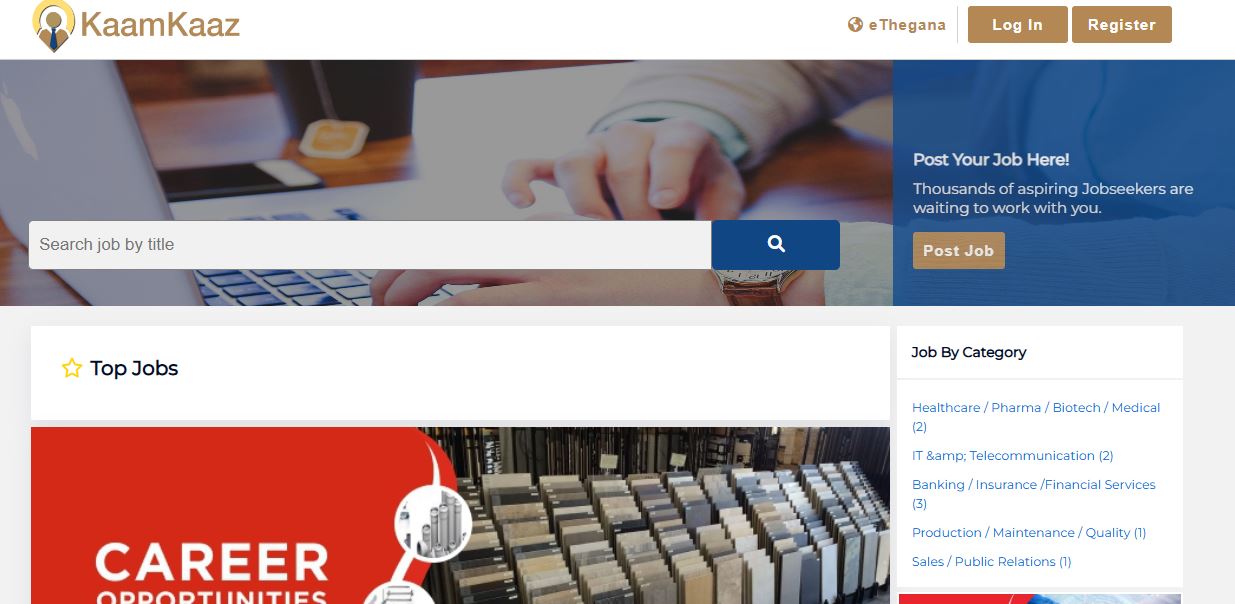 KaamKaaz
eThegana
Log In
Register
Post Your Job Here!
Thousands of aspiring Jobseekers are
waiting to work with you.
Post Job
Search job by title
Top Jobs
CAREER
OPPORTUNITIES
Job By Category
Healthcare / Pharma / Biotech / Medical
(2)
IT &amp; Telecommunication (2)
Banking / Insurance /Financial Services
(3)
Production / Maintenance / Quality (1)
Sales / Public Relations (1)